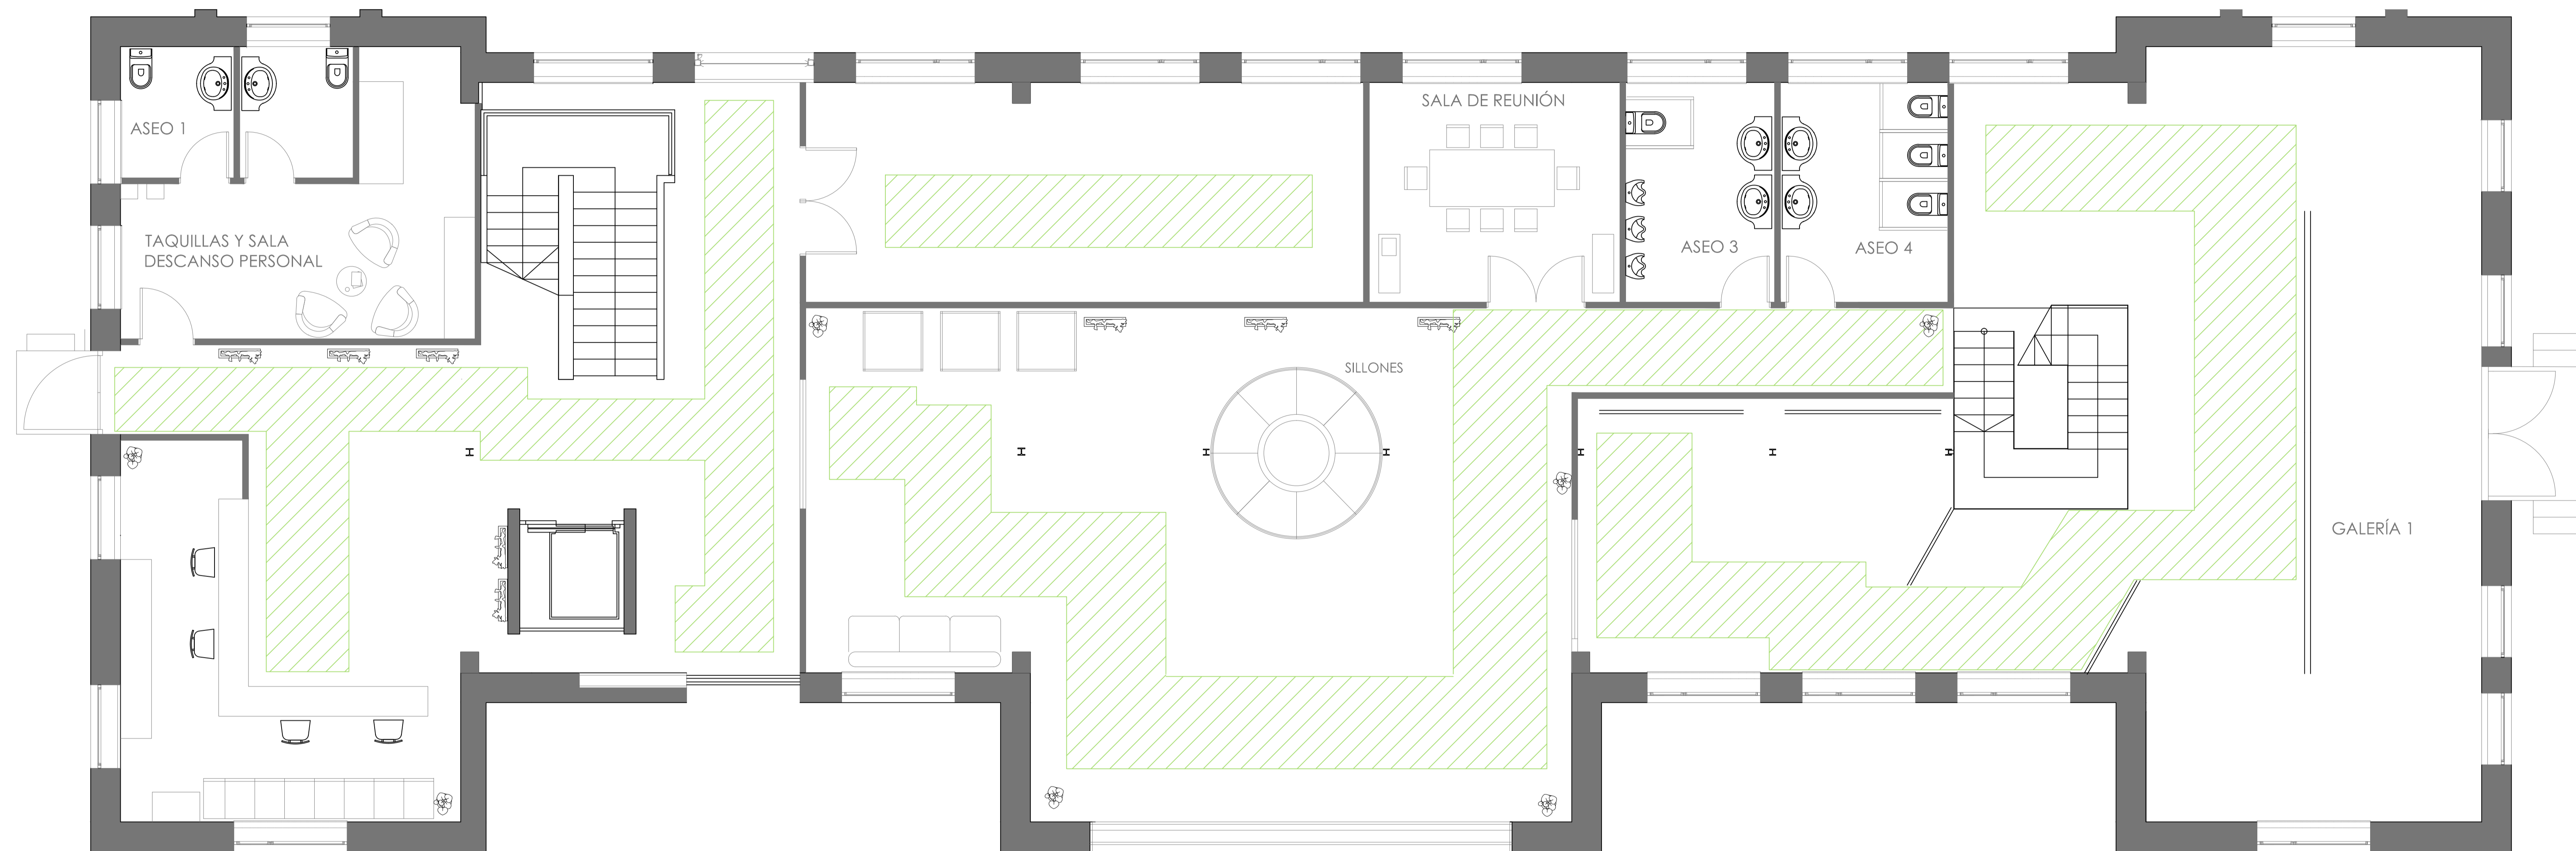 SALA DE REUNIÓN
ASEO 1
TAQUILLAS Y SALA
DESCANSO PERSONAL
ASEO 3
ASEO 4
SILLONES
GALERÍA 1